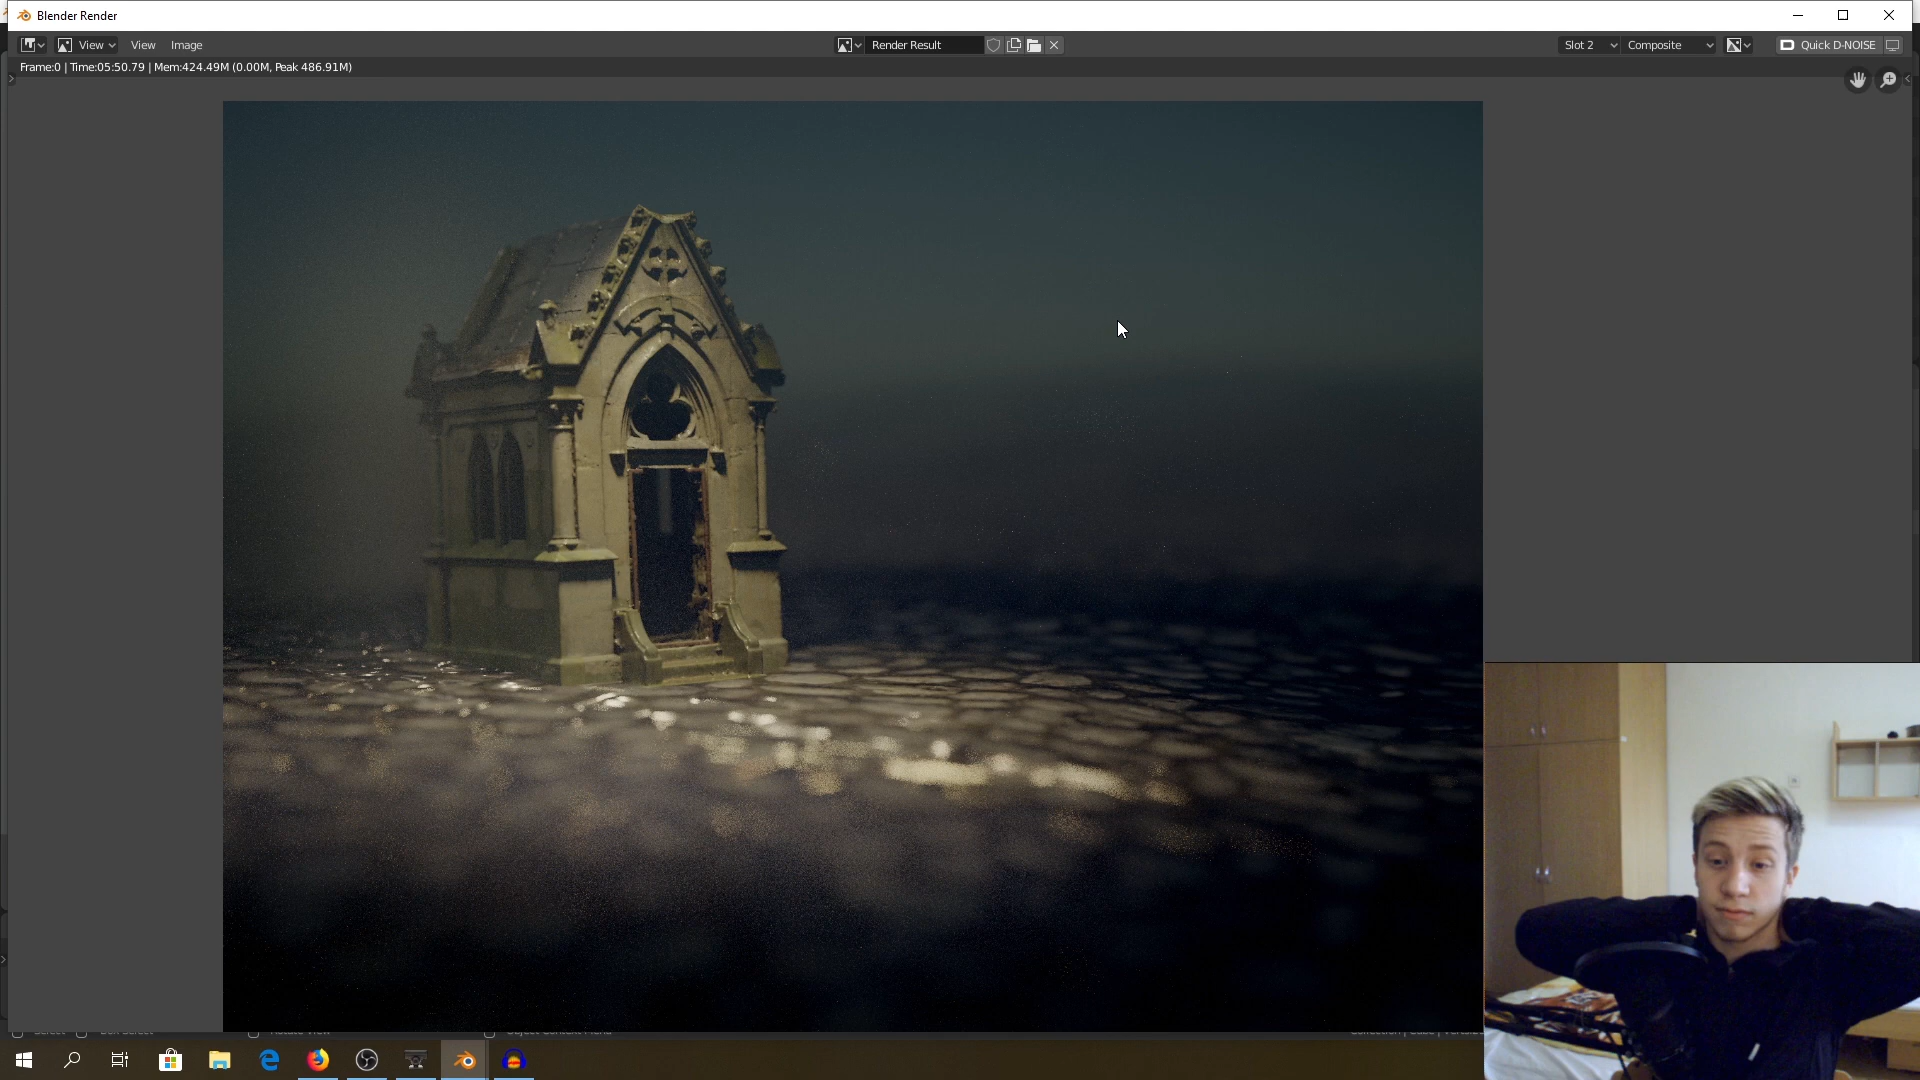 Blender Render
View View Image Render Result Slot 2 Composite Quick D-NOISE
Frame:0 | Time:05:50.79 | Mem:424.49M (0.00M, Peak 486.91M)